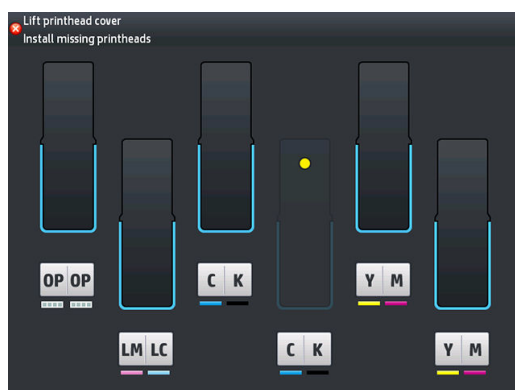 Lift printhead cover
Install missing printheads
OP OP
C K
Y M
LM LC
C K
Y M